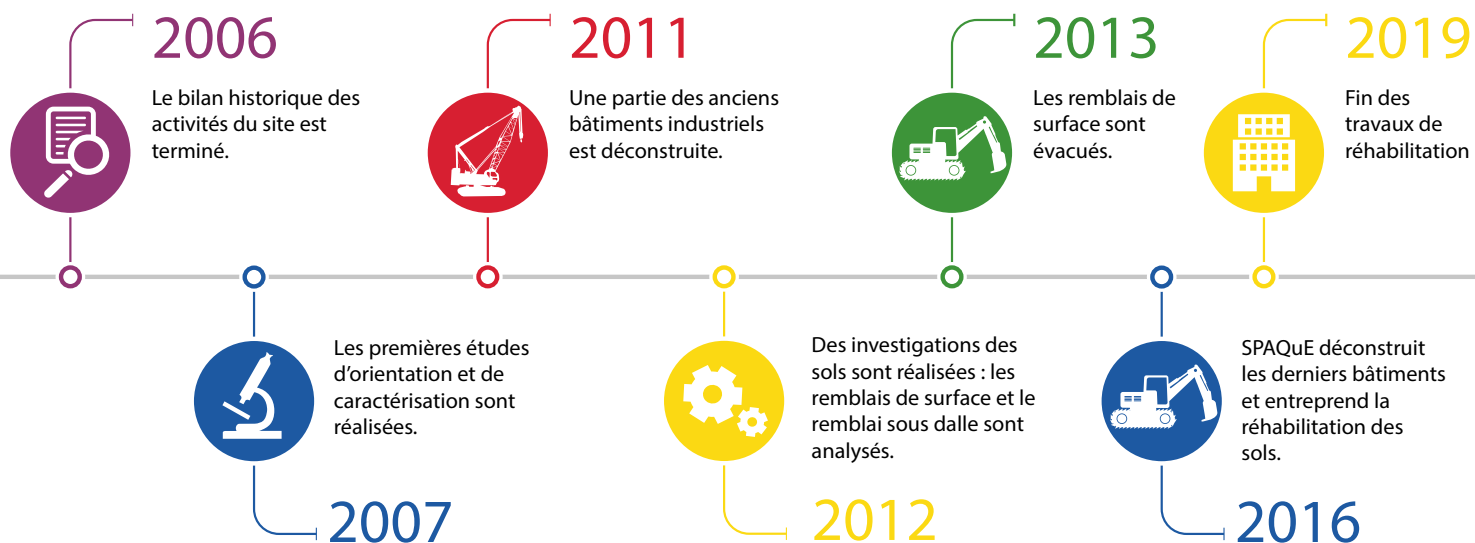 2006
Le bilan historique des
activités du site est
terminé.
2007
Les premières études
d’orientation et de
caractérisation sont
réalisées.
2011
Une partie des anciens
bâtiments industriels
est déconstruite.
2012
Des investigations des
sols sont réalisées : les
remblais de surface et le
remblai sous dalle sont
analysés.
2013
Les remblais de
surface sont
évacués.
2016
SPAQuE déconstruit
les derniers bâtiments
et entreprend la
réhabilitation des
sols.
2019
Fin des
travaux de
réhabilitation